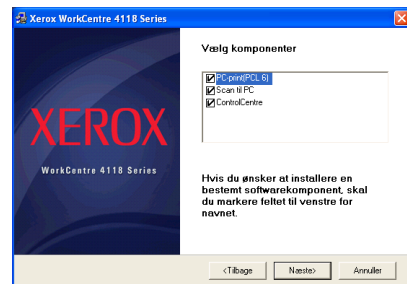 Xerox WorkCentre 4118 Series
Vælg komponenter
PC-print(PCL 6)
Scan til PC
ControlCentre
XEROX
WorkCentre 4118 Series
Hvis du ønsker at installere en
bestemt softwarekomponent, skal
du markere feltet til venstre for
navnet.
<Tilbage
Næste>
Annuller